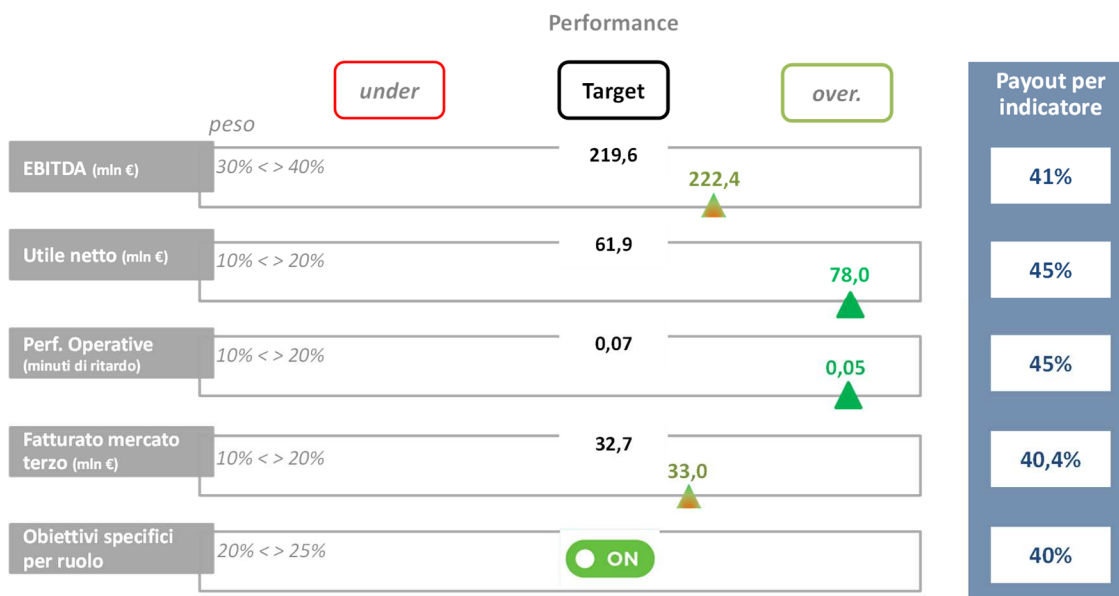 Performance
under
Target
over.
Payout per
indicatore
peso
EBITDA (mln €)
30% < > 40%
219,6
222,4
41%
Utile netto (mln €)
10% < > 20%
61,9
78,0
45%
Perf. Operative
(minuti di ritardo)
10% < > 20%
0,07
0,05
45%
Fatturato mercato
terzo (mln €)
10% < > 20%
32,7
33,0
40,4%
Obiettivi specifici
per ruolo
20% < > 25%
ON
40%